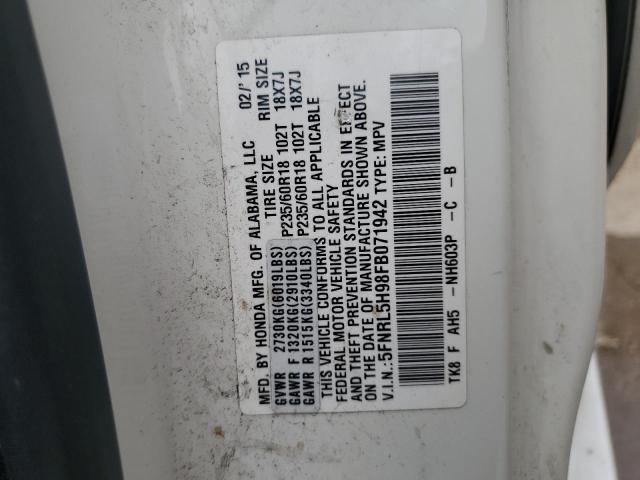 MFD. BY HONDA MFG. OF ALABAMA, LLC 02/' 15
TIRE SIZE RIM SIZE
GVWR 2730KG(6019LBS)
GAWR F 1320KG(2910LBS) P235/60R18 102T 18X7J
GAWR R 1515KG(3340LBS) P235/60R18 102T 18X7J
THIS VEHICLE CONFORMS TO ALL APPLICABLE
FEDERAL MOTOR VEHICLE SAFETY
AND THEFT PREVENTION STANDARDS IN EFFECT
ON THE DATE OF MANUFACTURE SHOWN ABOVE.
V.I.N.:5FNRL5H98FB071942 TYPE: MPV
TK8 F AH5 -NH603P -C -B